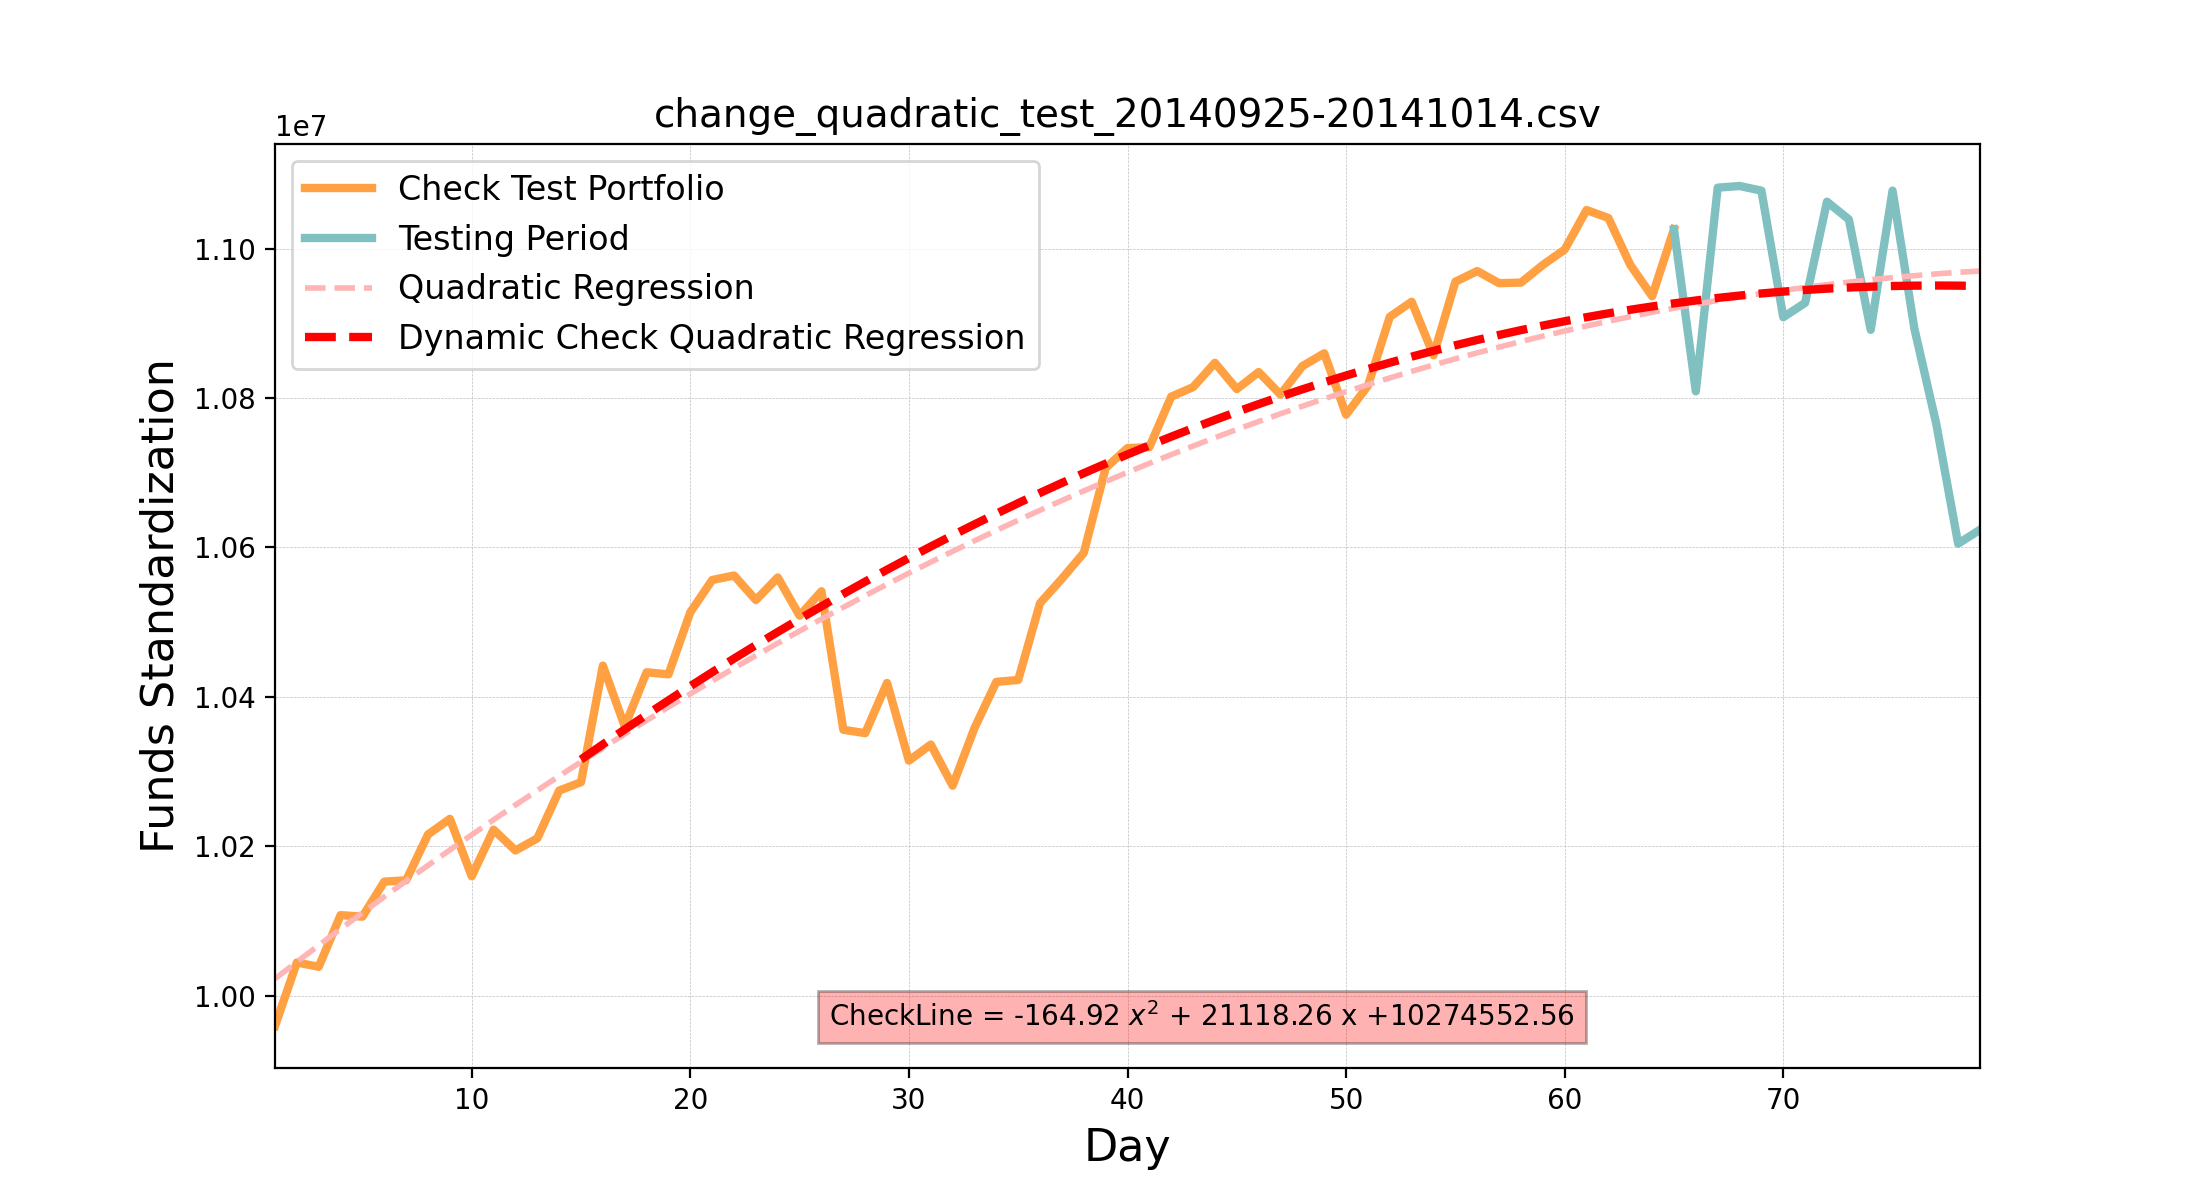 change_quadratic_test_20140925-20141014.csv
1e7
Check Test Portfolio
Testing Period
Quadratic Regression
Dynamic Check Quadratic Regression
1.10
1.08
1.06
1.04
1.02
1.00
Funds Standardization
CheckLine = -164.92 x² + 21118.26 x +10274552.56
10 20 30 40 50 60 70
Day